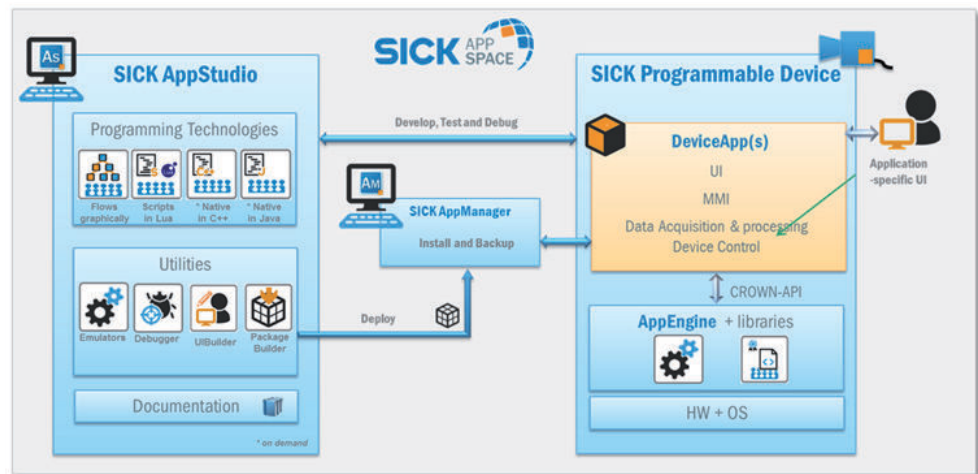 SICK APP
SPACE
As
SICK AppStudio
Programming Technologies
Flows
graphically
Scripts
in Lua
* Native
in C++
* Native
in Java
Utilities
Emulators
Debugger
UIBuilder
Package
Builder
Documentation
* on demand
Develop, Test and Debug
AM
SICK AppManager
Install and Backup
Deploy
SICK Programmable Device
DeviceApp(s)
UI
MMI
Data Acquisition & processing
Device Control
Application
-specific UI
CROWN-API
AppEngine + libraries
HW + OS